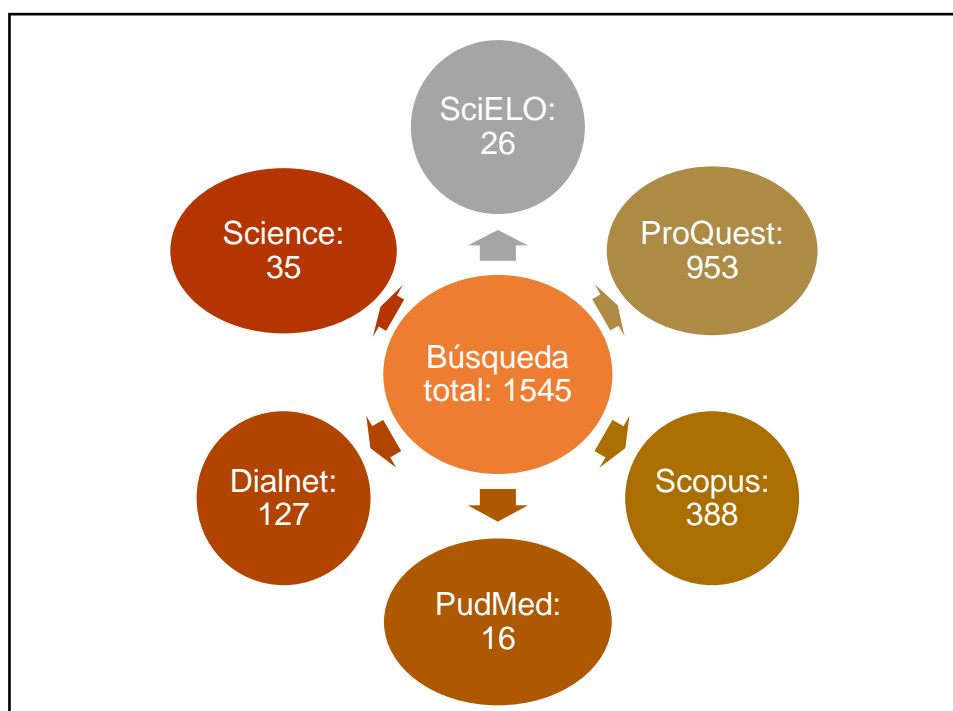 SciELO:
26
Science:
35
ProQuest:
953
Búsqueda
total: 1545
Dialnet:
127
Scopus:
388
PudMed:
16